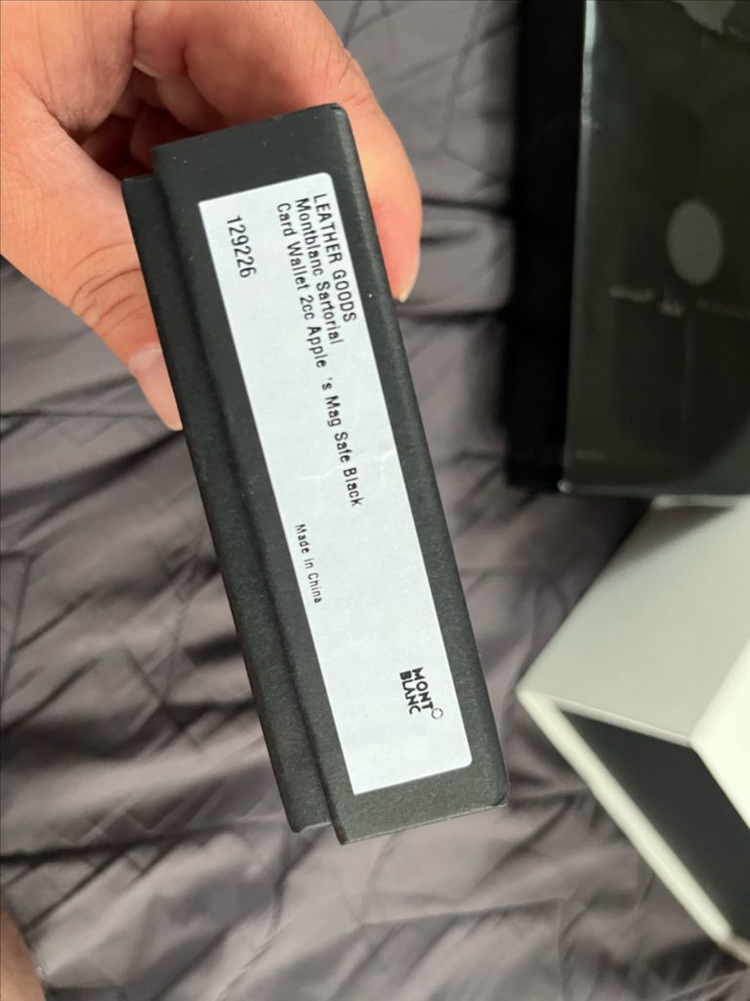 LEATHER GOODS
Montblanc Sartorial
Card Wallet 2cc Apple 's Mag Safe Black
129226
Made in China
MONT
BLANC